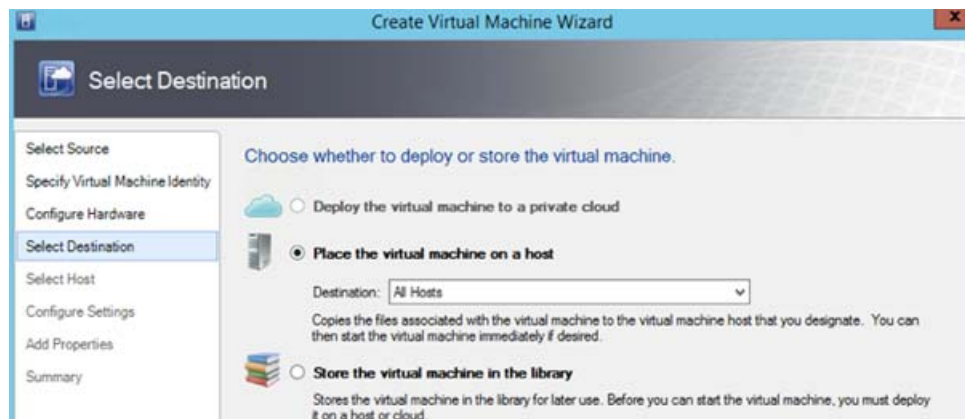 Create Virtual Machine Wizard
x
Select Destination
Select Source
Specify Virtual Machine Identity
Configure Hardware
Select Destination
Select Host
Configure Settings
Add Properties
Summary
Choose whether to deploy or store the virtual machine.
Deploy the virtual machine to a private cloud
Place the virtual machine on a host
Destination: All Hosts
Copies the files associated with the virtual machine to the virtual machine host that you designate. You can
then start the virtual machine immediately if desired.
Store the virtual machine in the library
Stores the virtual machine in the library for later use. Before you can start the virtual machine, you must deploy
it on a host or cloud.